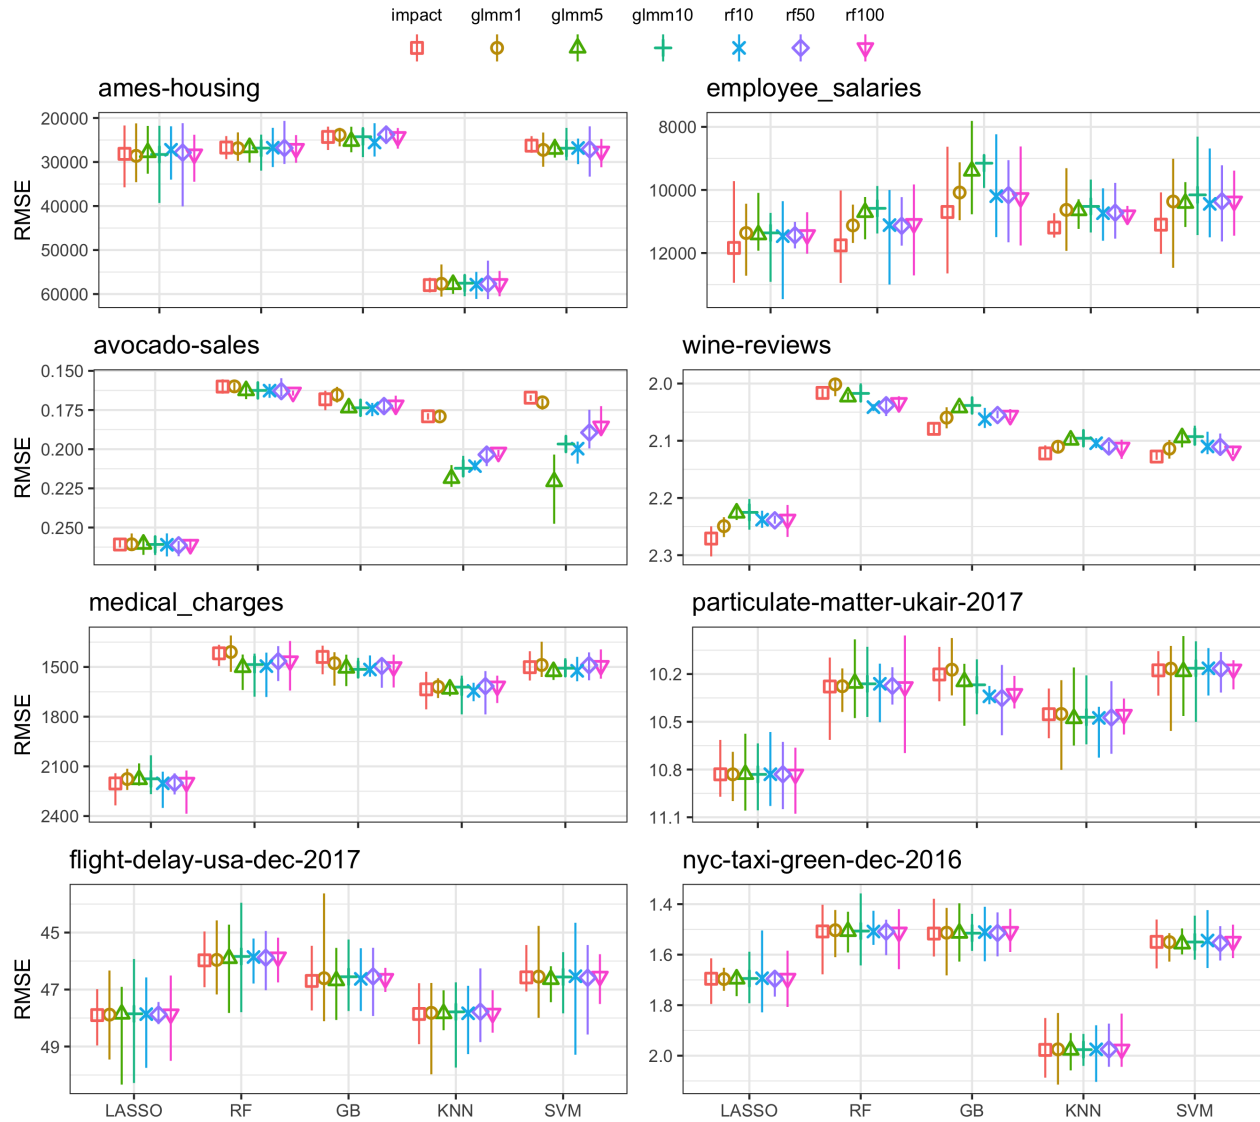 impact glmm1 glmm5 glmm10 rf10 rf50 rf100
ames-housing
employee_salaries
RMSE
20000
30000
40000
50000
60000
8000
10000
12000
avocado-sales
wine-reviews
RMSE
0.150
0.175
0.200
0.225
0.250
2.0
2.1
2.2
2.3
medical_charges
particulate-matter-ukair-2017
RMSE
1500
1800
2100
2400
10.2
10.5
10.8
11.1
flight-delay-usa-dec-2017
nyc-taxi-green-dec-2016
RMSE
45
47
49
1.4
1.6
1.8
2.0
LASSO RF GB KNN SVM
LASSO RF GB KNN SVM